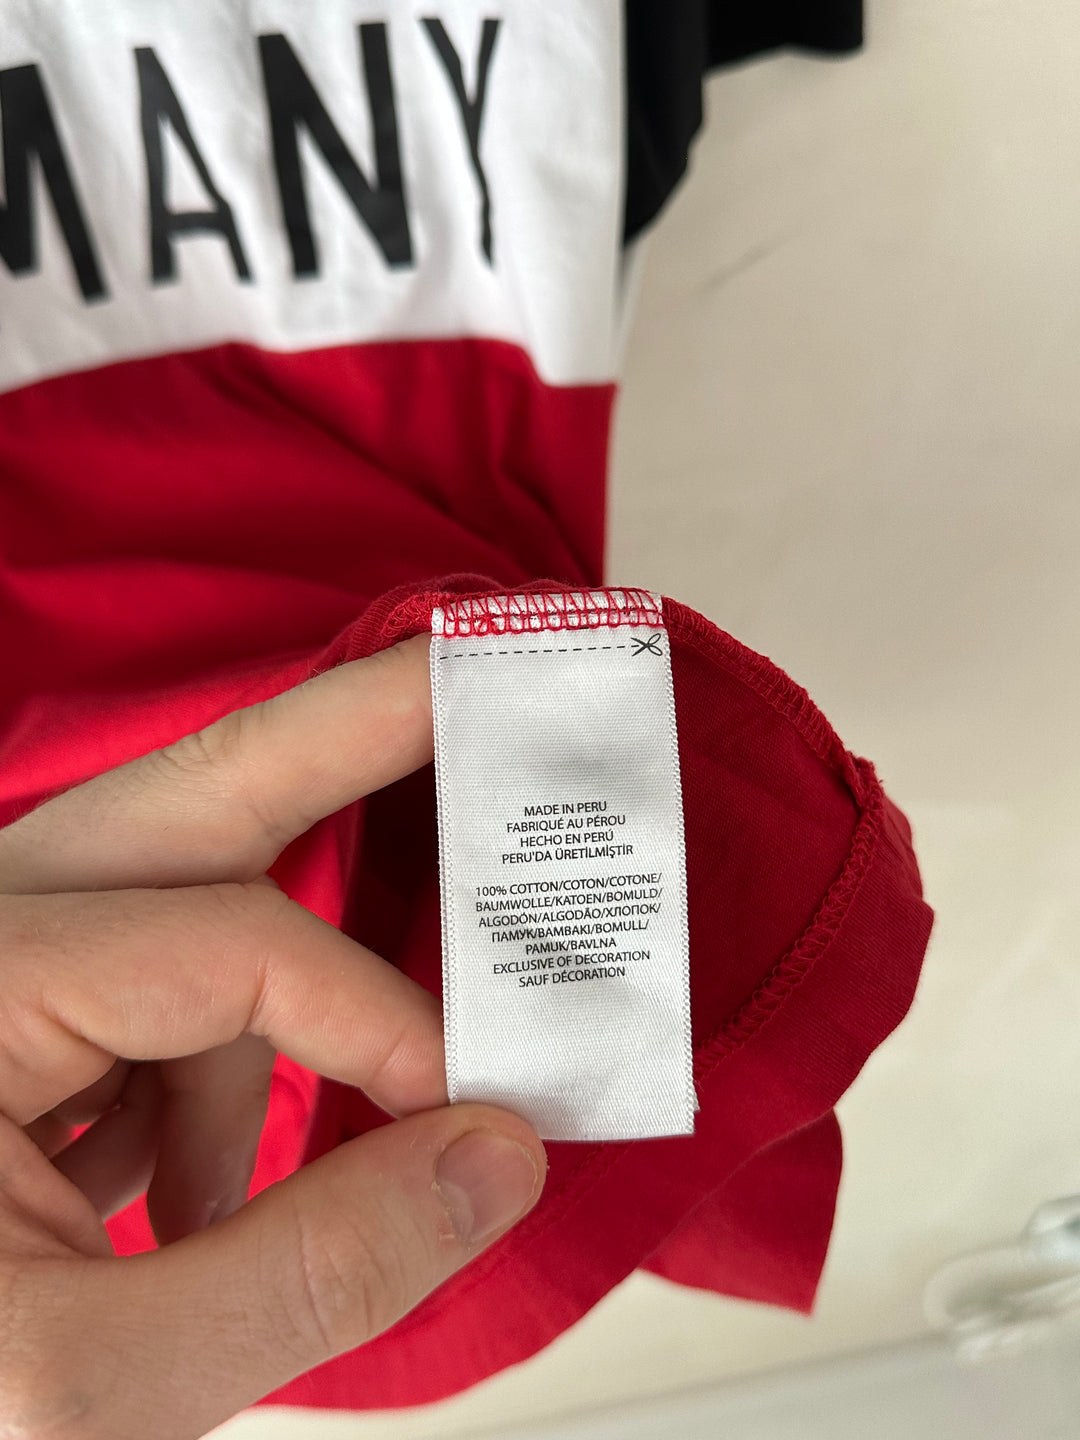 MANY
MADE IN PERU
FABRIQUÉ AU PÉROU
HECHO EN PERÚ
PERU'DA ÜRETİLMİŞTİR
100% COTTON/COTON/COTONE/
BAUMWOLLE/KATOEN/BOMULD/
ALGODÓN/ALGODÃO/ХЛОПОК/
ПАМУК/ΒΑΜΒΑΚΙ/BOMULL/
PAMUK/BAVLNA
EXCLUSIVE OF DECORATION
SAUF DÉCORATION